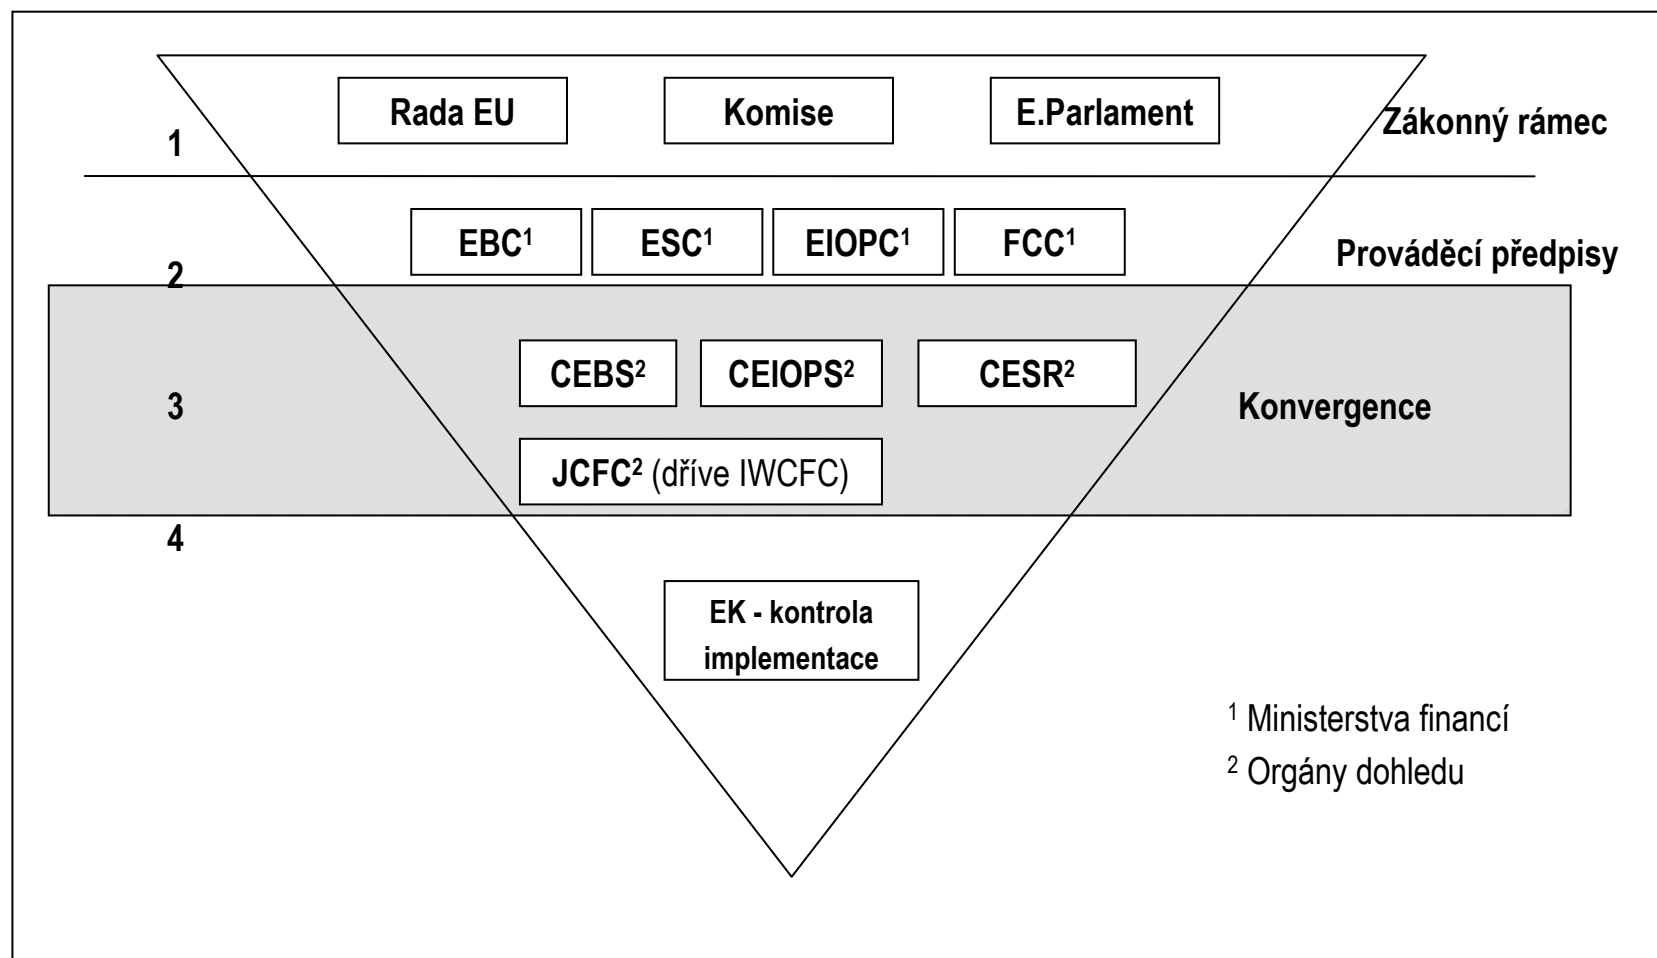 Rada EU
Komise
E.Parlament
Zákonný rámec
1
EBC¹
ESC¹
EIOPC¹
FCC¹
Prováděcí předpisy
2
CEBS²
CEIOPS²
CESR²
3
Konvergence
JCFC² (dříve IWCFC)
4
EK - kontrola
implementace
¹ Ministerstva financí
² Orgány dohledu